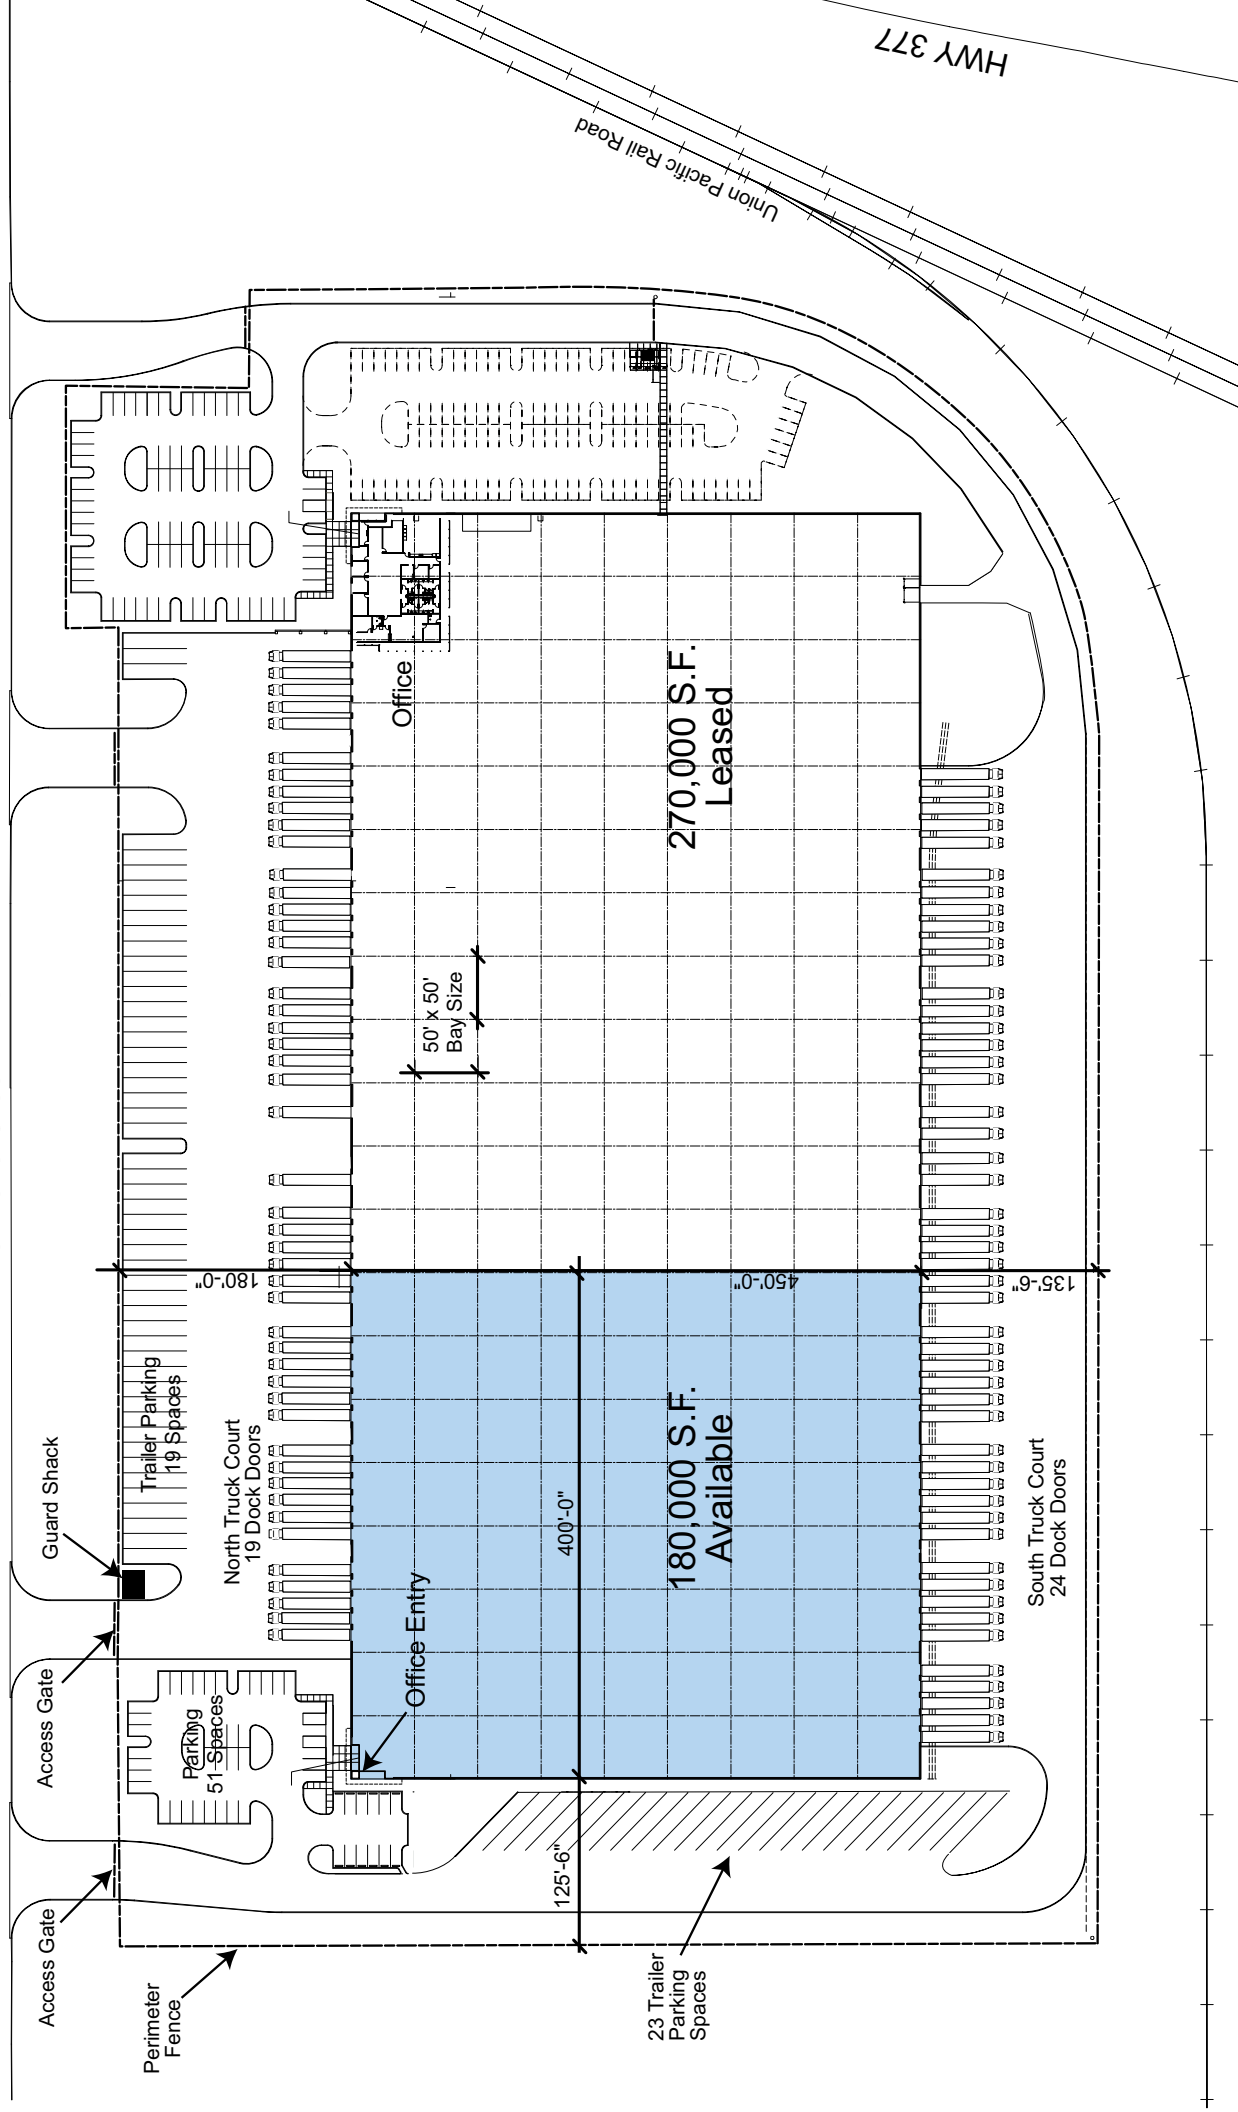 HWY 377
Union Pacific Rail Road
Office
270,000 S.F.
Leased
50' x 50'
Bay Size
180'-0"
450'-0"
135'-6"
Trailer Parking
19 Spaces
North Truck Court
19 Dock Doors
Guard Shack
400'-0"
180,000 S.F.
Available
South Truck Court
24 Dock Doors
Office Entry
Access Gate
Parking
51 Spaces
125'-6"
Access Gate
Perimeter
Fence
23 Trailer
Parking
Spaces